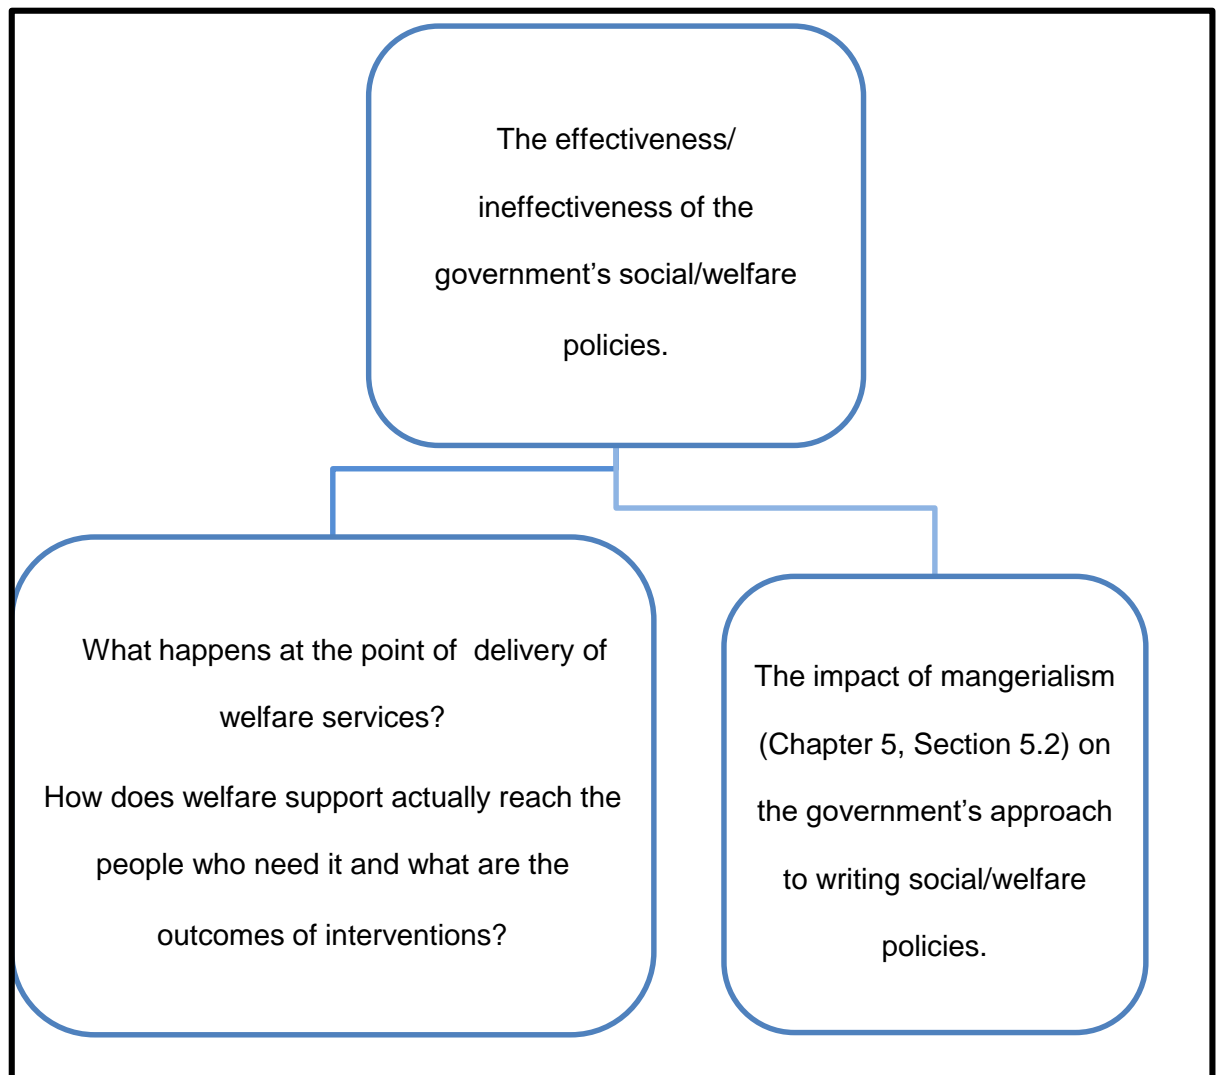 The effectiveness/
ineffectiveness of the
government’s social/welfare
policies.
What happens at the point of  delivery of
welfare services?
How does welfare support actually reach the
people who need it and what are the
outcomes of interventions?
The impact of mangerialism
(Chapter 5, Section 5.2) on
the government’s approach
to writing social/welfare
policies.